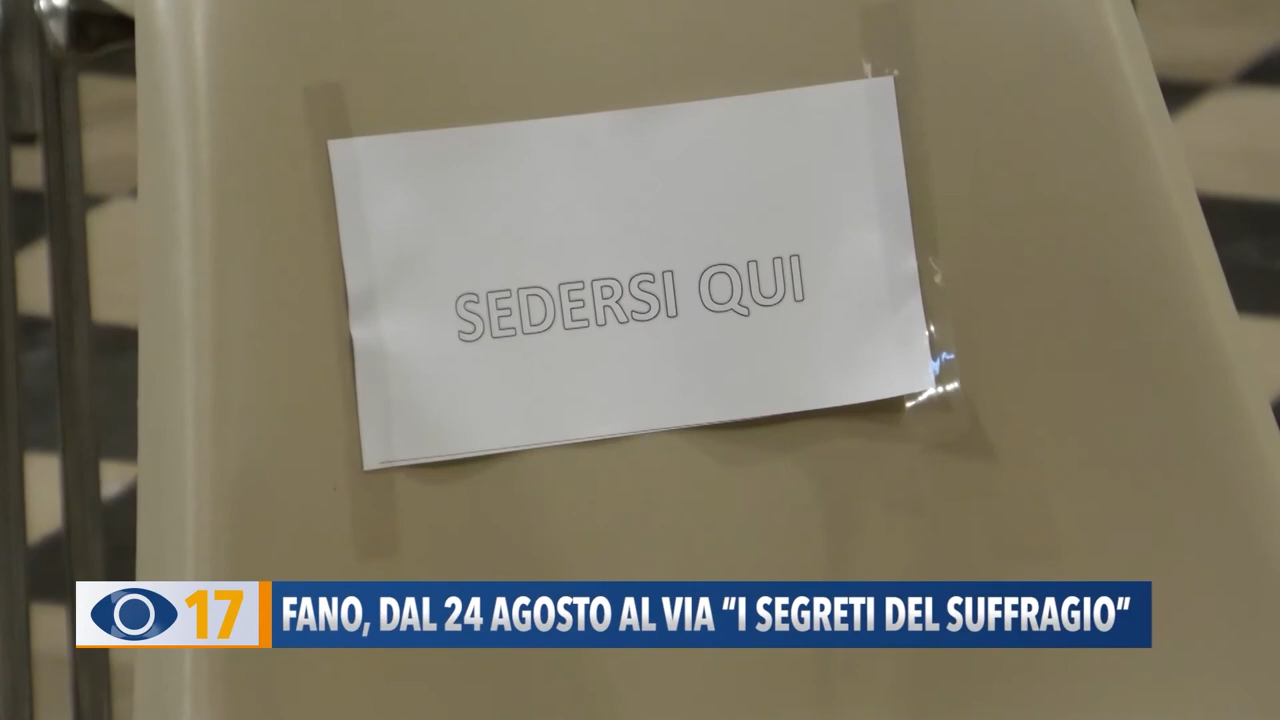 SEDERSI QUI
17
FANO, DAL 24 AGOSTO AL VIA “I SEGRETI DEL SUFFRAGIO”